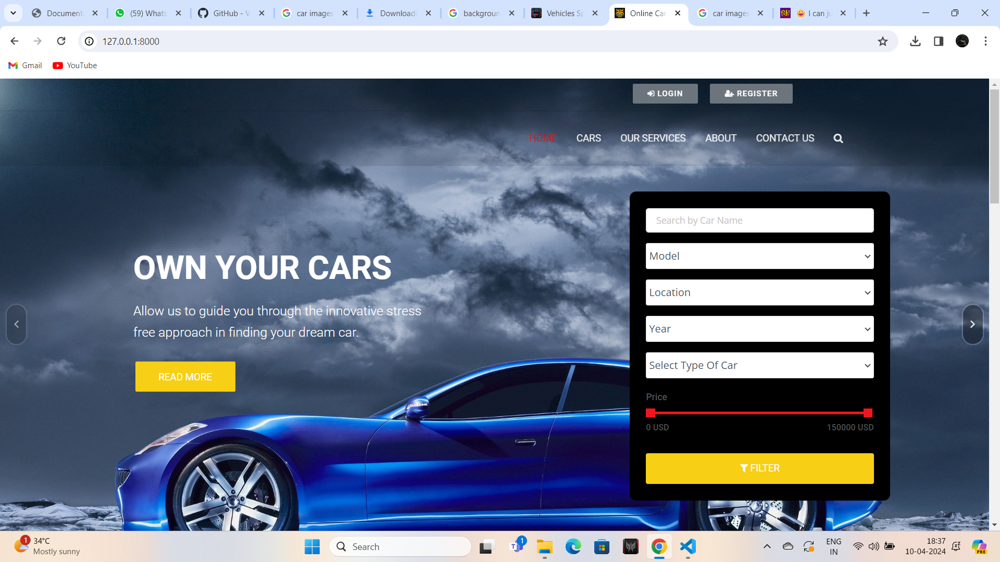 Document
(59) Whats
GitHub - V
car images
Downloads
backgroun
Vehicles Sp
Online Car
car images
I can ju
127.0.0.1:8000
Gmail
YouTube
LOGIN
REGISTER
HOME
CARS
OUR SERVICES
ABOUT
CONTACT US
Search by Car Name
Model
Location
Year
Select Type Of Car
Price
0 USD
150000 USD
FILTER
OWN YOUR CARS
Allow us to guide you through the innovative stress
free approach in finding your dream car.
READ MORE
1
34°C
Mostly sunny
Search
1
ENG
IN
18:37
10-04-2024
PRE